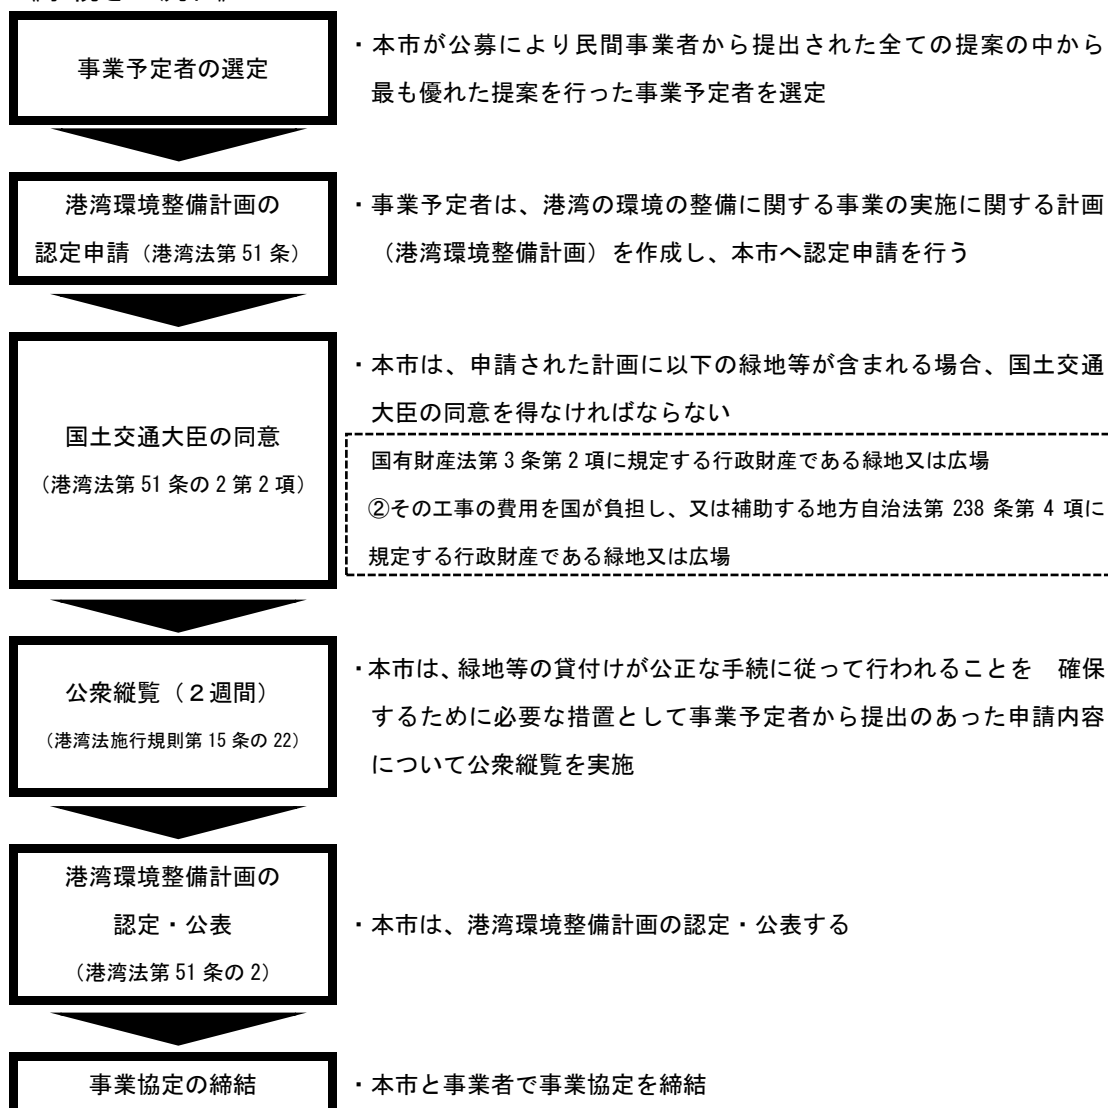 事業予定者の選定
・本市が公募により民間事業者から提出された全ての提案の中から
最も優れた提案を行った事業予定者を選定
港湾環境整備計画の
認定申請（港湾法第51条）
・事業予定者は、港湾の環境の整備に関する事業の実施に関する計画
（港湾環境整備計画）を作成し、本市へ認定申請を行う
国土交通大臣の同意
（港湾法第51条の2第2項）
・本市は、申請された計画に以下の緑地等が含まれる場合、国土交通
大臣の同意を得なければならない
国有財産法第3条第2項に規定する行政財産である緑地又は広場
②その工事の費用を国が負担し、又は補助する地方自治法第 238 条第 4 項に
規定する行政財産である緑地又は広場
公衆縦覧（２週間）
（港湾法施行規則第15条の22）
・本市は、緑地等の貸付けが公正な手続に従って行われることを　確保
するために必要な措置として事業予定者から提出のあった申請内容
について公衆縦覧を実施
港湾環境整備計画の
認定・公表
（港湾法第51条の2）
・本市は、港湾環境整備計画の認定・公表する
事業協定の締結
・本市と事業者で事業協定を締結